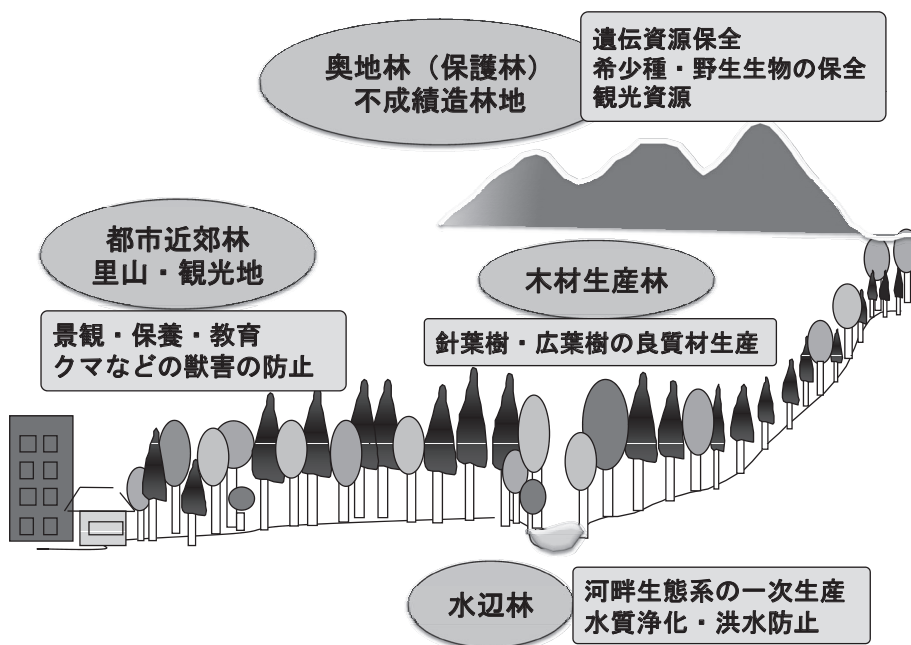 奥地林（保護林）
不成績造林地
遺伝資源保全
希少種・野生生物の保全
観光資源
都市近郊林
里山・観光地
景観・保養・教育
クマなどの獣害の防止
木材生産林
針葉樹・広葉樹の良質材生産
水辺林
河畔生態系の一次生産
水質浄化・洪水防止